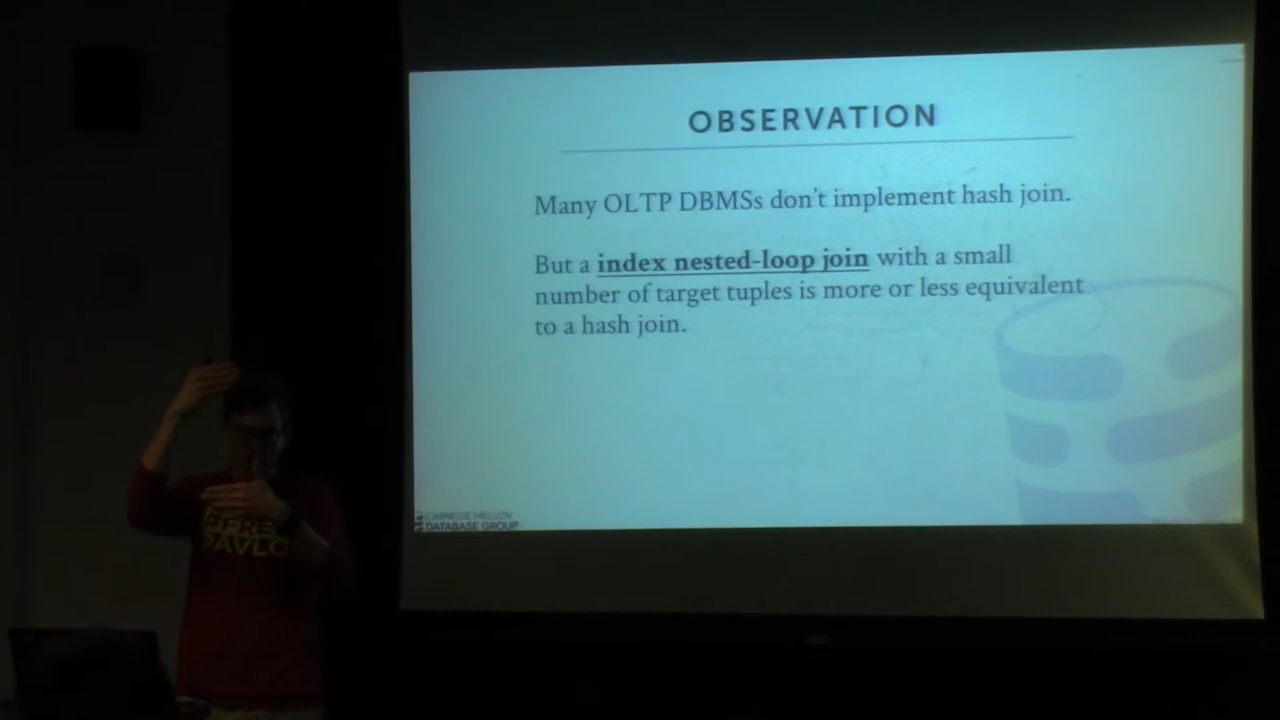 OBSERVATION
Many OLTP DBMSs don't implement hash join.
But a index nested-loop join with a small
number of target tuples is more or less equivalent
to a hash join.
CARNEGIE MELLON
DATABASE GROUP